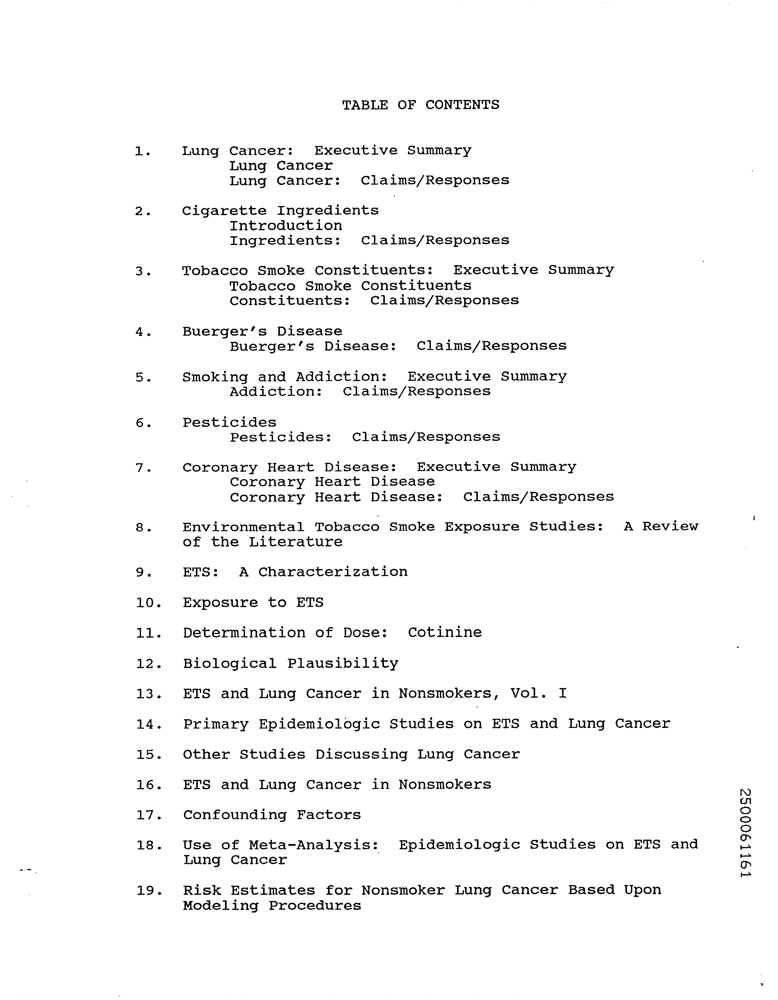 TABLE OF CONTENTS
1. Lung Cancer: Executive Summary
Lung Cancer
Lung Cancer: Claims/Responses
2. Cigarette Ingredients
Introduction
Ingredients: Claims/Responses
3. Tobacco Smoke Constituents: Executive Summary
Tobacco Smoke Constituents
Constituents: Claims/Responses
4. Buerger's Disease
Buerger's Disease: Claims/Responses
5. Smoking and Addiction: Executive Summary
Addiction: Claims/Responses
6. Pesticides
Pesticides: Claims/Responses
7. Coronary Heart Disease: Executive Summary
Coronary Heart Disease
Coronary Heart Disease: Claims/Responses
8. Environmental Tobacco Smoke Exposure Studies: A Review
of the Literature
9. ETS: A Characterization
10. Exposure to ETS
11. Determination of Dose: Cotinine
12. Biological Plausibility
13. ETS and Lung Cancer in Nonsmokers, Vol. I
14. Primary Epidemiologic Studies on ETS and Lung Cancer
15. Other Studies Discussing Lung Cancer
16. ETS and Lung Cancer in Nonsmokers
17. Confounding Factors
18. Use of Meta-Analysis: Epidemiologic Studies on ETS and
Lung Cancer
19. Risk Estimates for Nonsmoker Lung Cancer Based Upon
Modeling Procedures
2500061161